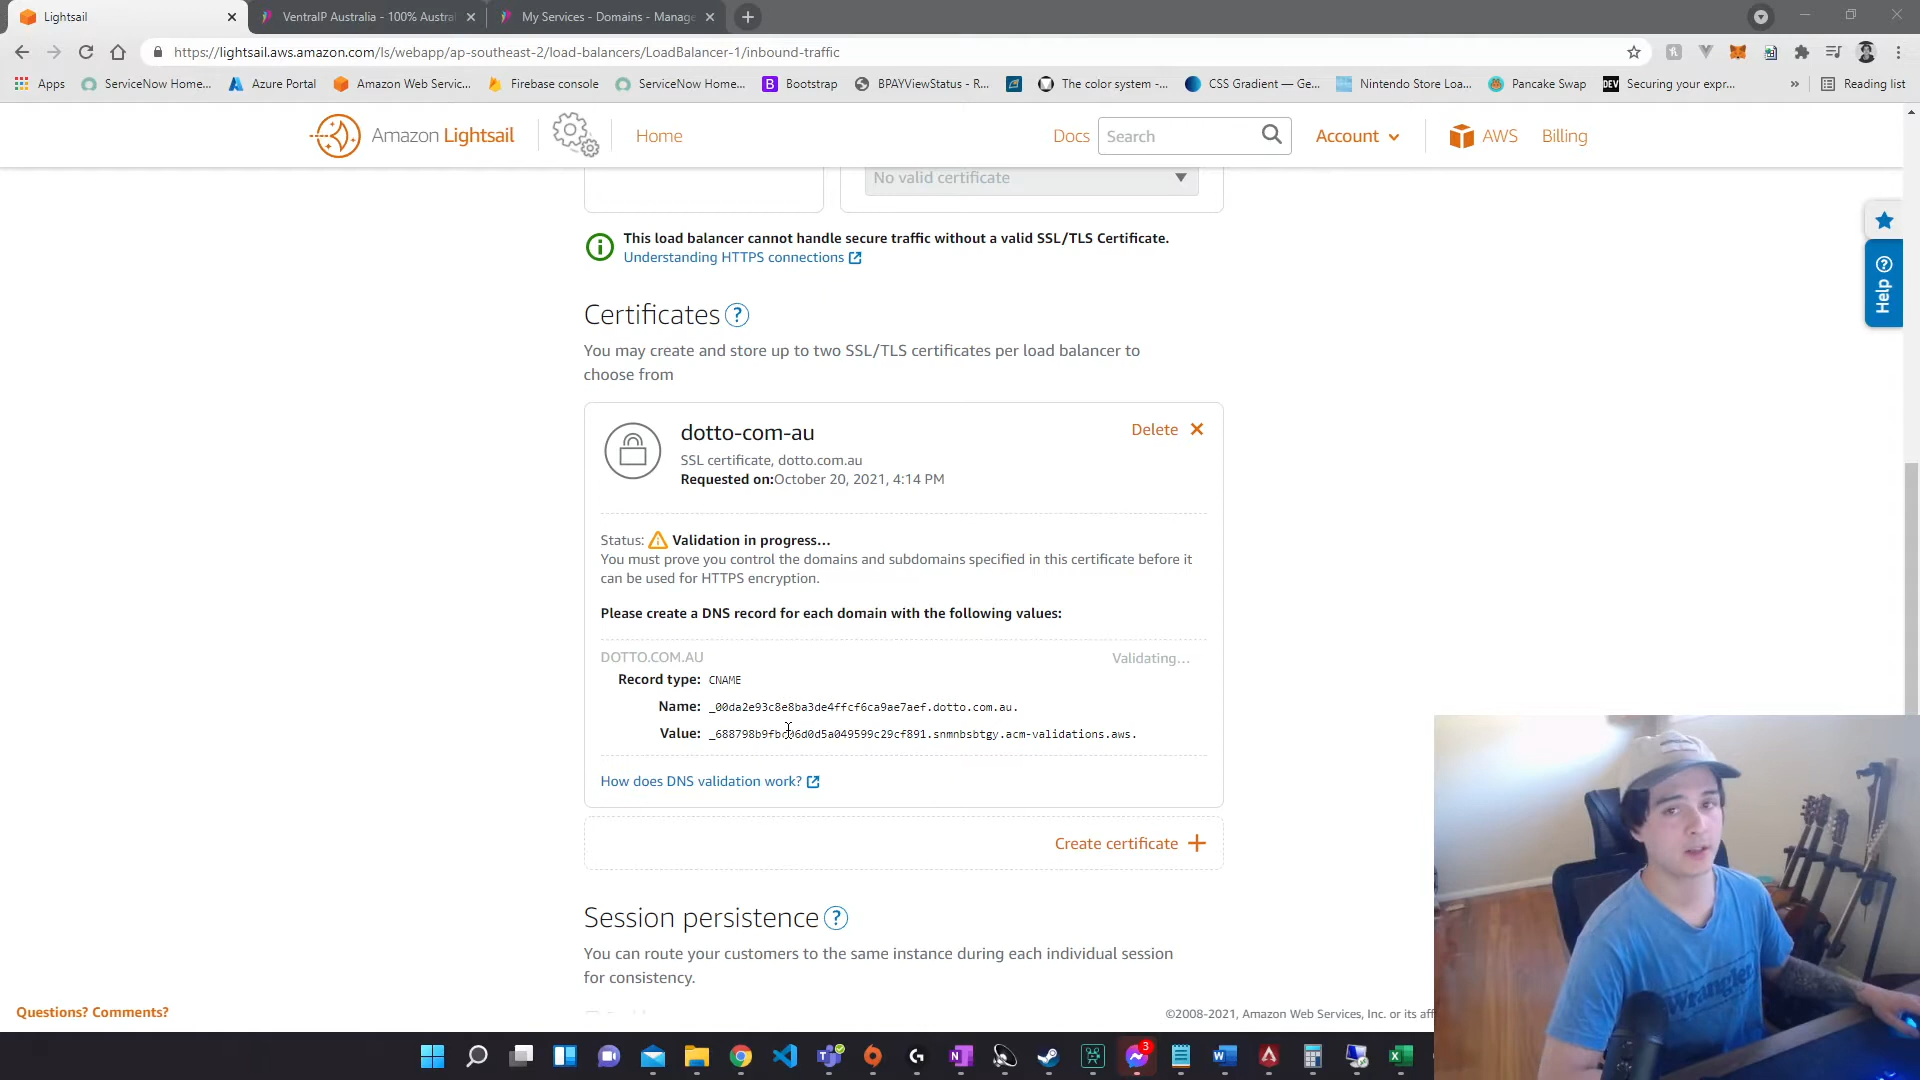 Lightsail
VentraIP Australia - 100% Austral
My Services - Domains - Manage
https://lightsail.aws.amazon.com/ls/webapp/ap-southeast-2/load-balancers/LoadBalancer-1/inbound-traffic
Apps
ServiceNow Home...
Azure Portal
Amazon Web Servic...
Firebase console
ServiceNow Home...
Bootstrap
BPAYViewStatus - R...
The color system -...
CSS Gradient — Ge...
Nintendo Store Loa...
Pancake Swap
DEV
Securing your expr...
»
Reading list
Amazon Lightsail
Home
Docs
Search
Account
AWS
Billing
No valid certificate
This load balancer cannot handle secure traffic without a valid SSL/TLS Certificate.
Understanding HTTPS connections
Help
Certificates ?
You may create and store up to two SSL/TLS certificates per load balancer to
choose from
dotto-com-au
Delete
SSL certificate, dotto.com.au
Requested on:October 20, 2021, 4:14 PM
Status: Validation in progress...
You must prove you control the domains and subdomains specified in this certificate before it
can be used for HTTPS encryption.
Please create a DNS record for each domain with the following values:
DOTTO.COM.AU
Validating...
Record type: CNAME
Name: _00da2e93c8e8ba3de4ffcf6ca9ae7aef.dotto.com.au.
Value: _688798b9fbc06d0d5a049599c29cf891.snmnbsbtgy.acm-validations.aws.
How does DNS validation work?
Create certificate +
Session persistence ?
You can route your customers to the same instance during each individual session
for consistency.
Questions? Comments?
©2008-2021, Amazon Web Services, Inc. or its aff
Wrangler
3